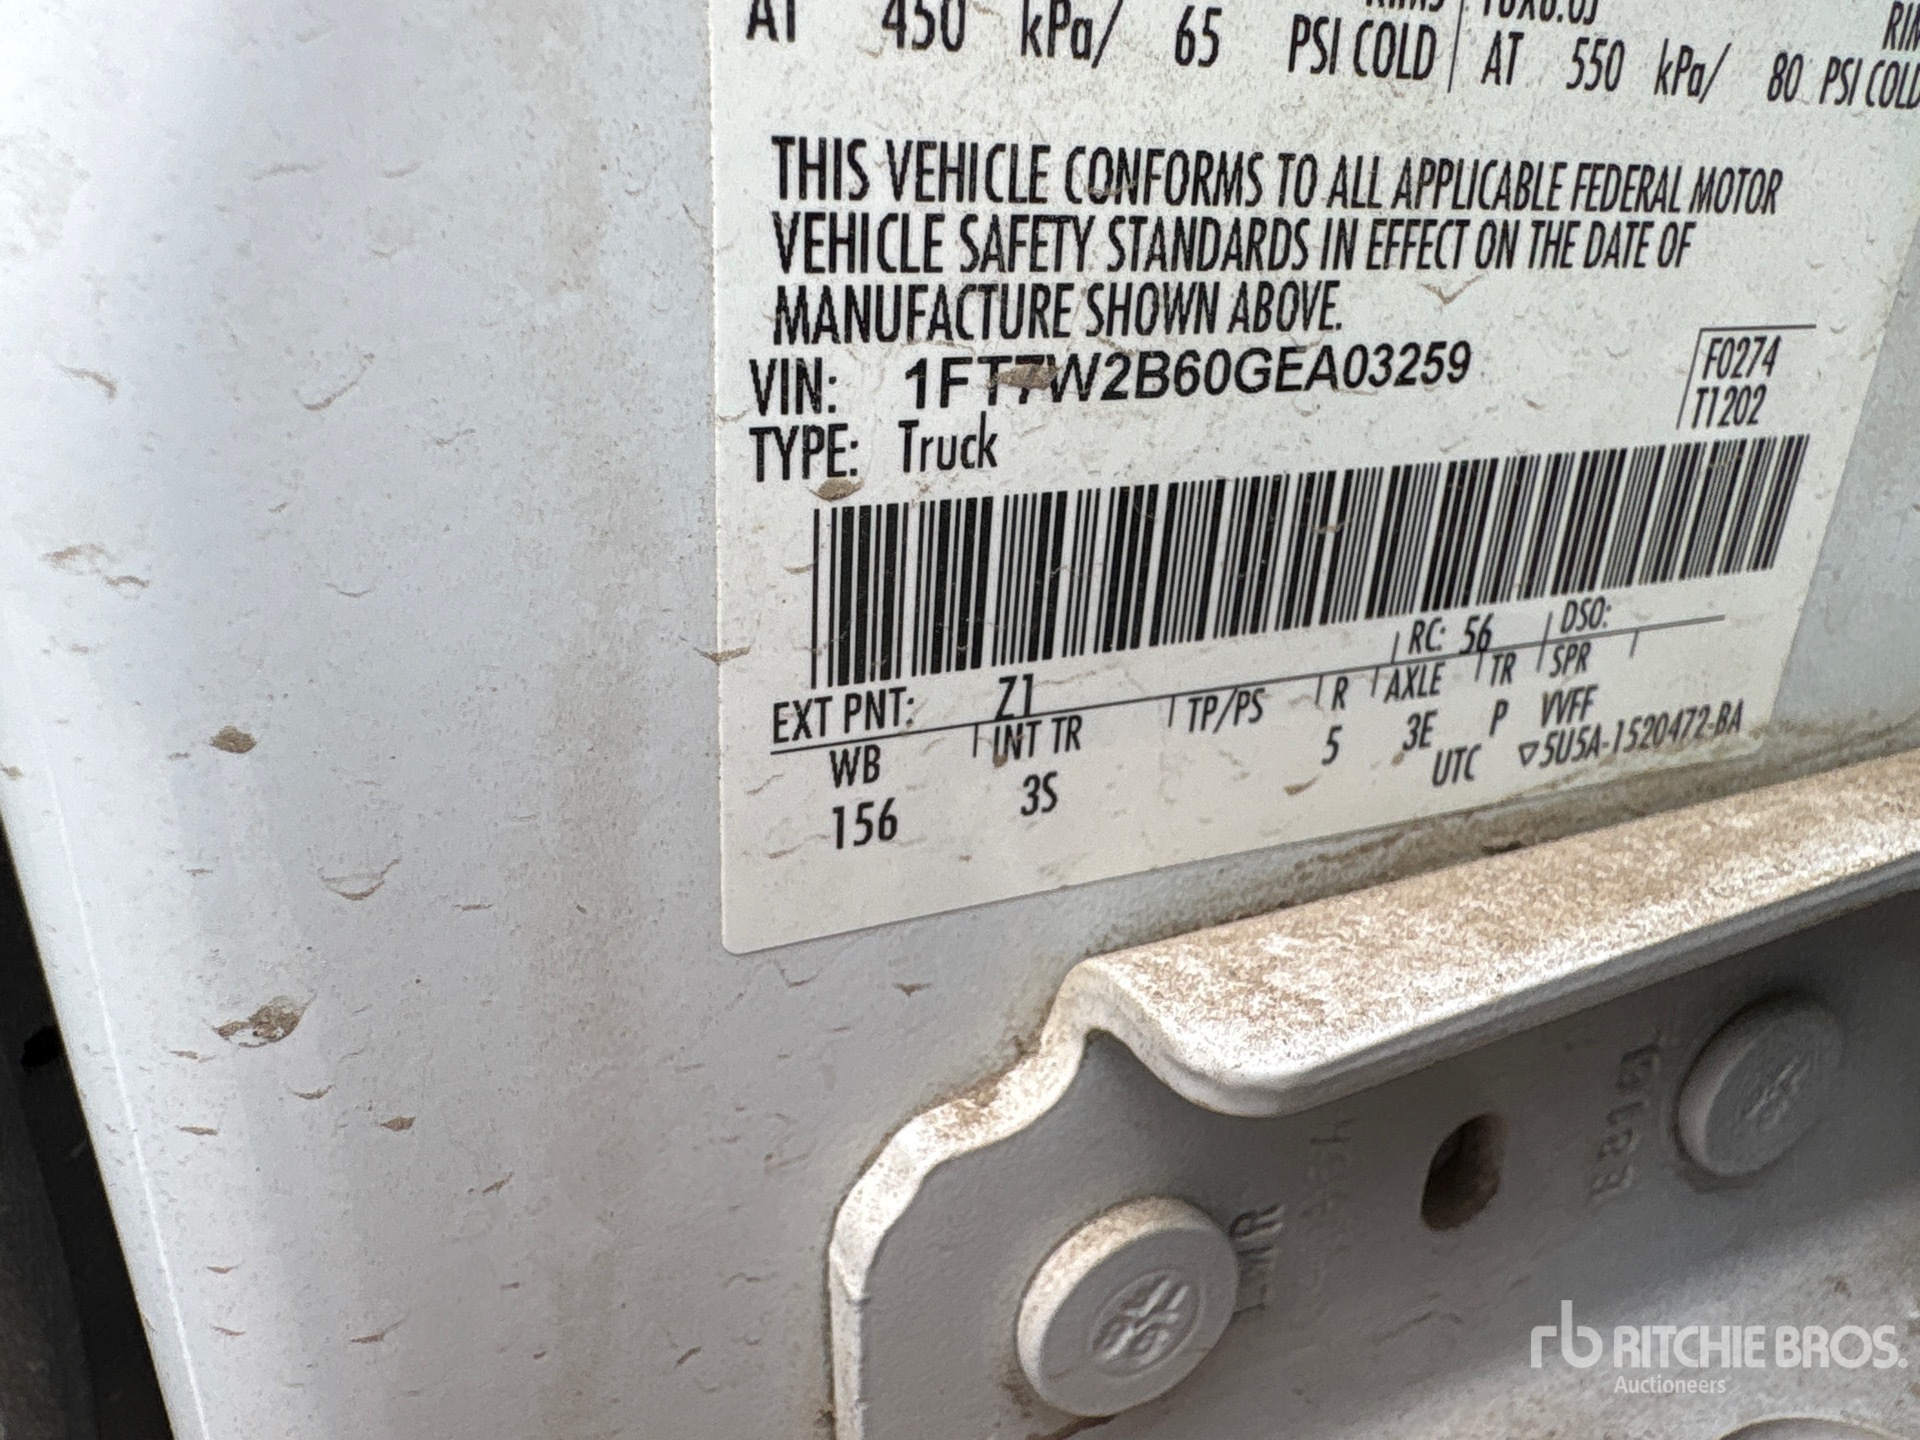 AT 450 kPa/ 65 PSI COLD AT 550 kPa/ 80 PSI COLD
THIS VEHICLE CONFORMS TO ALL APPLICABLE FEDERAL MOTOR
VEHICLE SAFETY STANDARDS IN EFFECT ON THE DATE OF
MANUFACTURE SHOWN ABOVE.
VIN: 1FT7W2B60GEA03259
F0274
TYPE: Truck
T1202
EXT PNT: Z1 RC: 56 DSO:
WB INT TR TP/PS R AXLE TR SPR
156 3S 5 3E P VVFF
UTC ▽5U5A-1520472-BA
rb RITCHIE BROS.
Auctioneers